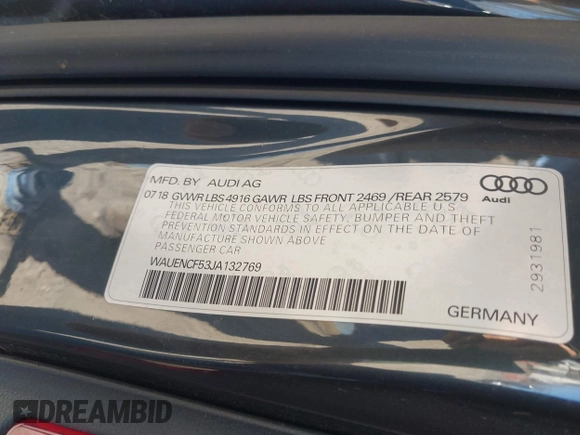 MFD. BY AUDI AG
07 18 GVWR LBS 4916 GAWR LBS FRONT 2469 /REAR 2579
THIS VEHICLE CONFORMS TO ALL APPLICABLE U.S.
FEDERAL MOTOR VEHICLE SAFETY, BUMPER AND THEFT
PREVENTION STANDARDS IN EFFECT ON THE DATE OF
MANUFACTURE SHOWN ABOVE
PASSENGER CAR
WAUENCF53JA132769
Audi
2931981
GERMANY
DREAMBID